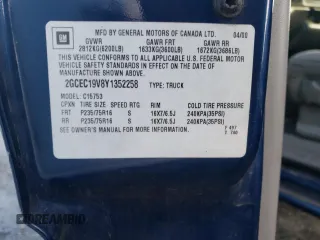 GM
MFD BY GENERAL MOTORS OF CANADA LTD. 04/00
GVWR GAWR FRT GAWR RR
2812KG(6200LB) 1633KG(3600LB) 1672KG(3686LB)
THIS VEHICLE CONFORMS TO ALL APPLICABLE U.S. FEDERAL MOTOR
VEHICLE SAFETY STANDARDS IN EFFECT ON THE DATE OF
MANUFACTURE SHOWN ABOVE.
2GCEC19V8Y1352258 TYPE: TRUCK
MODEL: C15753
TIRE SIZE SPEED RTG RIM COLD TIRE PRESSURE
FRT P235/75R16 S 16X7/6.5J 240KPA(35PSI)
RR P235/75R16 S 16X7/6.5J 240KPA(35PSI)
SEE OWNER'S MANUAL FOR ADDITIONAL INFORMATION.